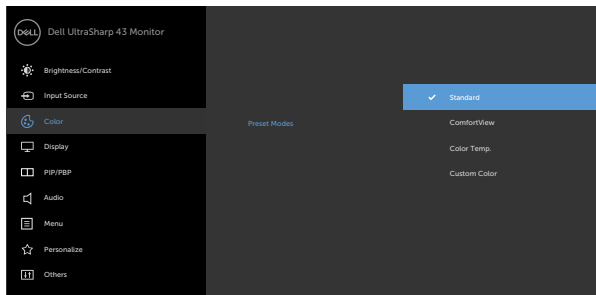 DELL
Dell UltraSharp 43 Monitor
Brightness/Contrast
Input Source
Standard
Color
Preset Modes
ComfortView
Display
Color Temp.
PIP/PBP
Custom Color
Audio
Menu
Personalize
Others